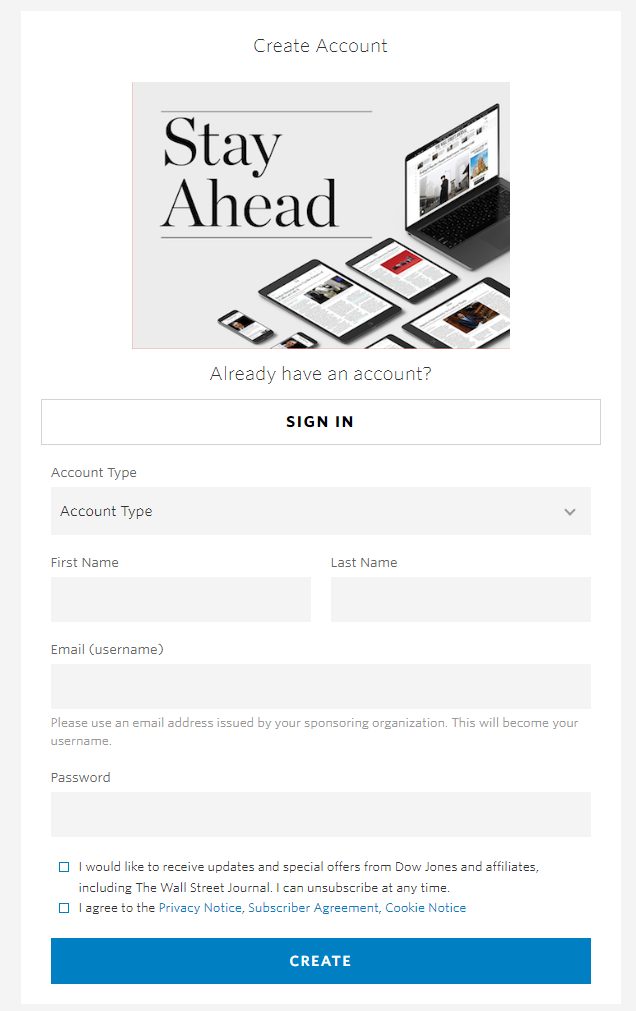 Create Account
Stay
Ahead
Already have an account?
SIGN IN
Account Type
Account Type
First Name
Last Name
Email (username)
Please use an email address issued by your sponsoring organization. This will become your
username.
Password
I would like to receive updates and special offers from Dow Jones and affiliates,
including The Wall Street Journal. I can unsubscribe at any time.
I agree to the Privacy Notice, Subscriber Agreement, Cookie Notice
CREATE